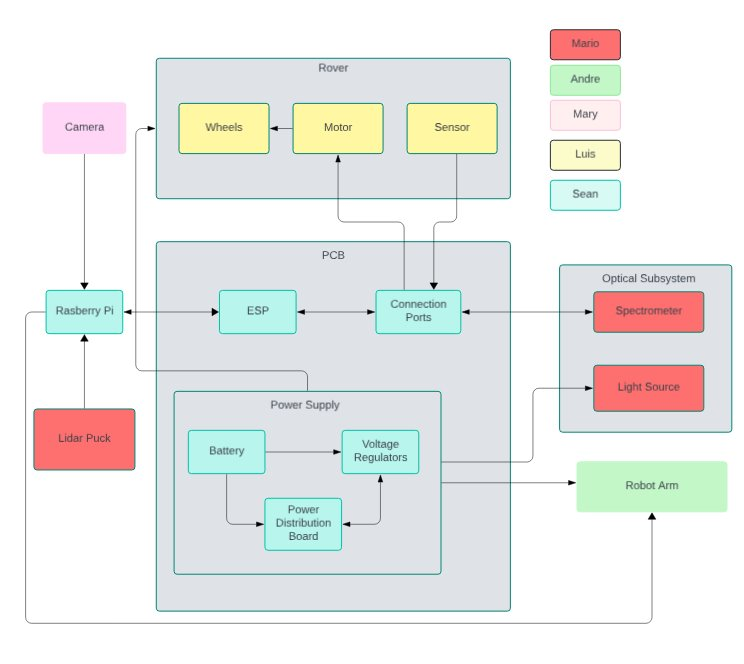 Mario
Rover
Andre
Camera
Wheels
Motor
Sensor
Mary
Luis
Sean
PCB
Optical Subsystem
Rasberry Pi
ESP
Connection
Ports
Spectrometer
Light Source
Power Supply
Lidar Puck
Battery
Voltage
Regulators
Robot Arm
Power
Distribution
Board